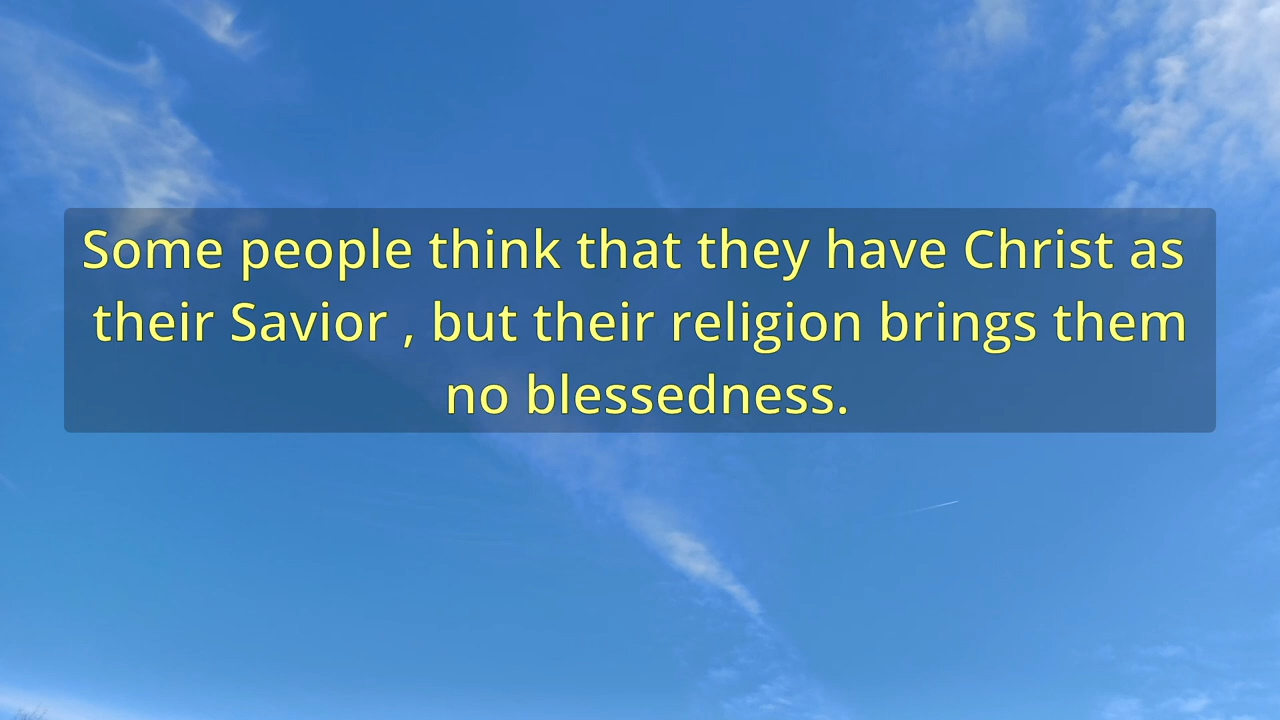 Some people think that they have Christ as
their Savior , but their religion brings them
no blessedness.